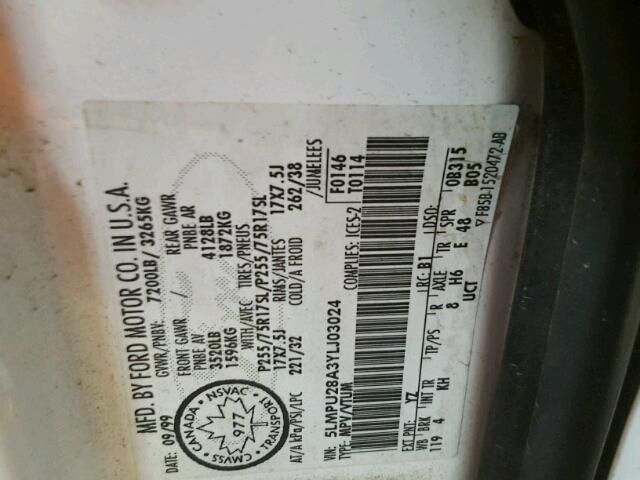 MFD. BY FORD MOTOR CO. IN U.S.A.
DATE: 09/99 GVWR/PNBV: 7200LB/ 3265KG
FRONT GAWR / REAR GAWR
PNBE AV PNBE AR
3520LB 4128LB
1596KG 1872KG
WITH/AVEC TIRES/PNEUS
P255/75R17SL/P255/75R17SL
17X7.5J RIMS/JANTES 17X7.5J
COLD/A FROID
AT/A kPa/PSI/LPC 221/32 262/38
/JUMELEES
CANADA · NSVAC
977
CMVSS · TRANSPORT
F0146
T0114
COMPLIES: ICES-2
VIN: 5LMPU28A3YLJ03024
TYPE: MPV/VTUM
EXT PNT: YZ RC: B1 DSO: 0B315
WB BRK INT TR TP/PS R AXLE TR SPR B05
119 4 KH 8 H6 E 48
UCT
F85B-1520472-AB